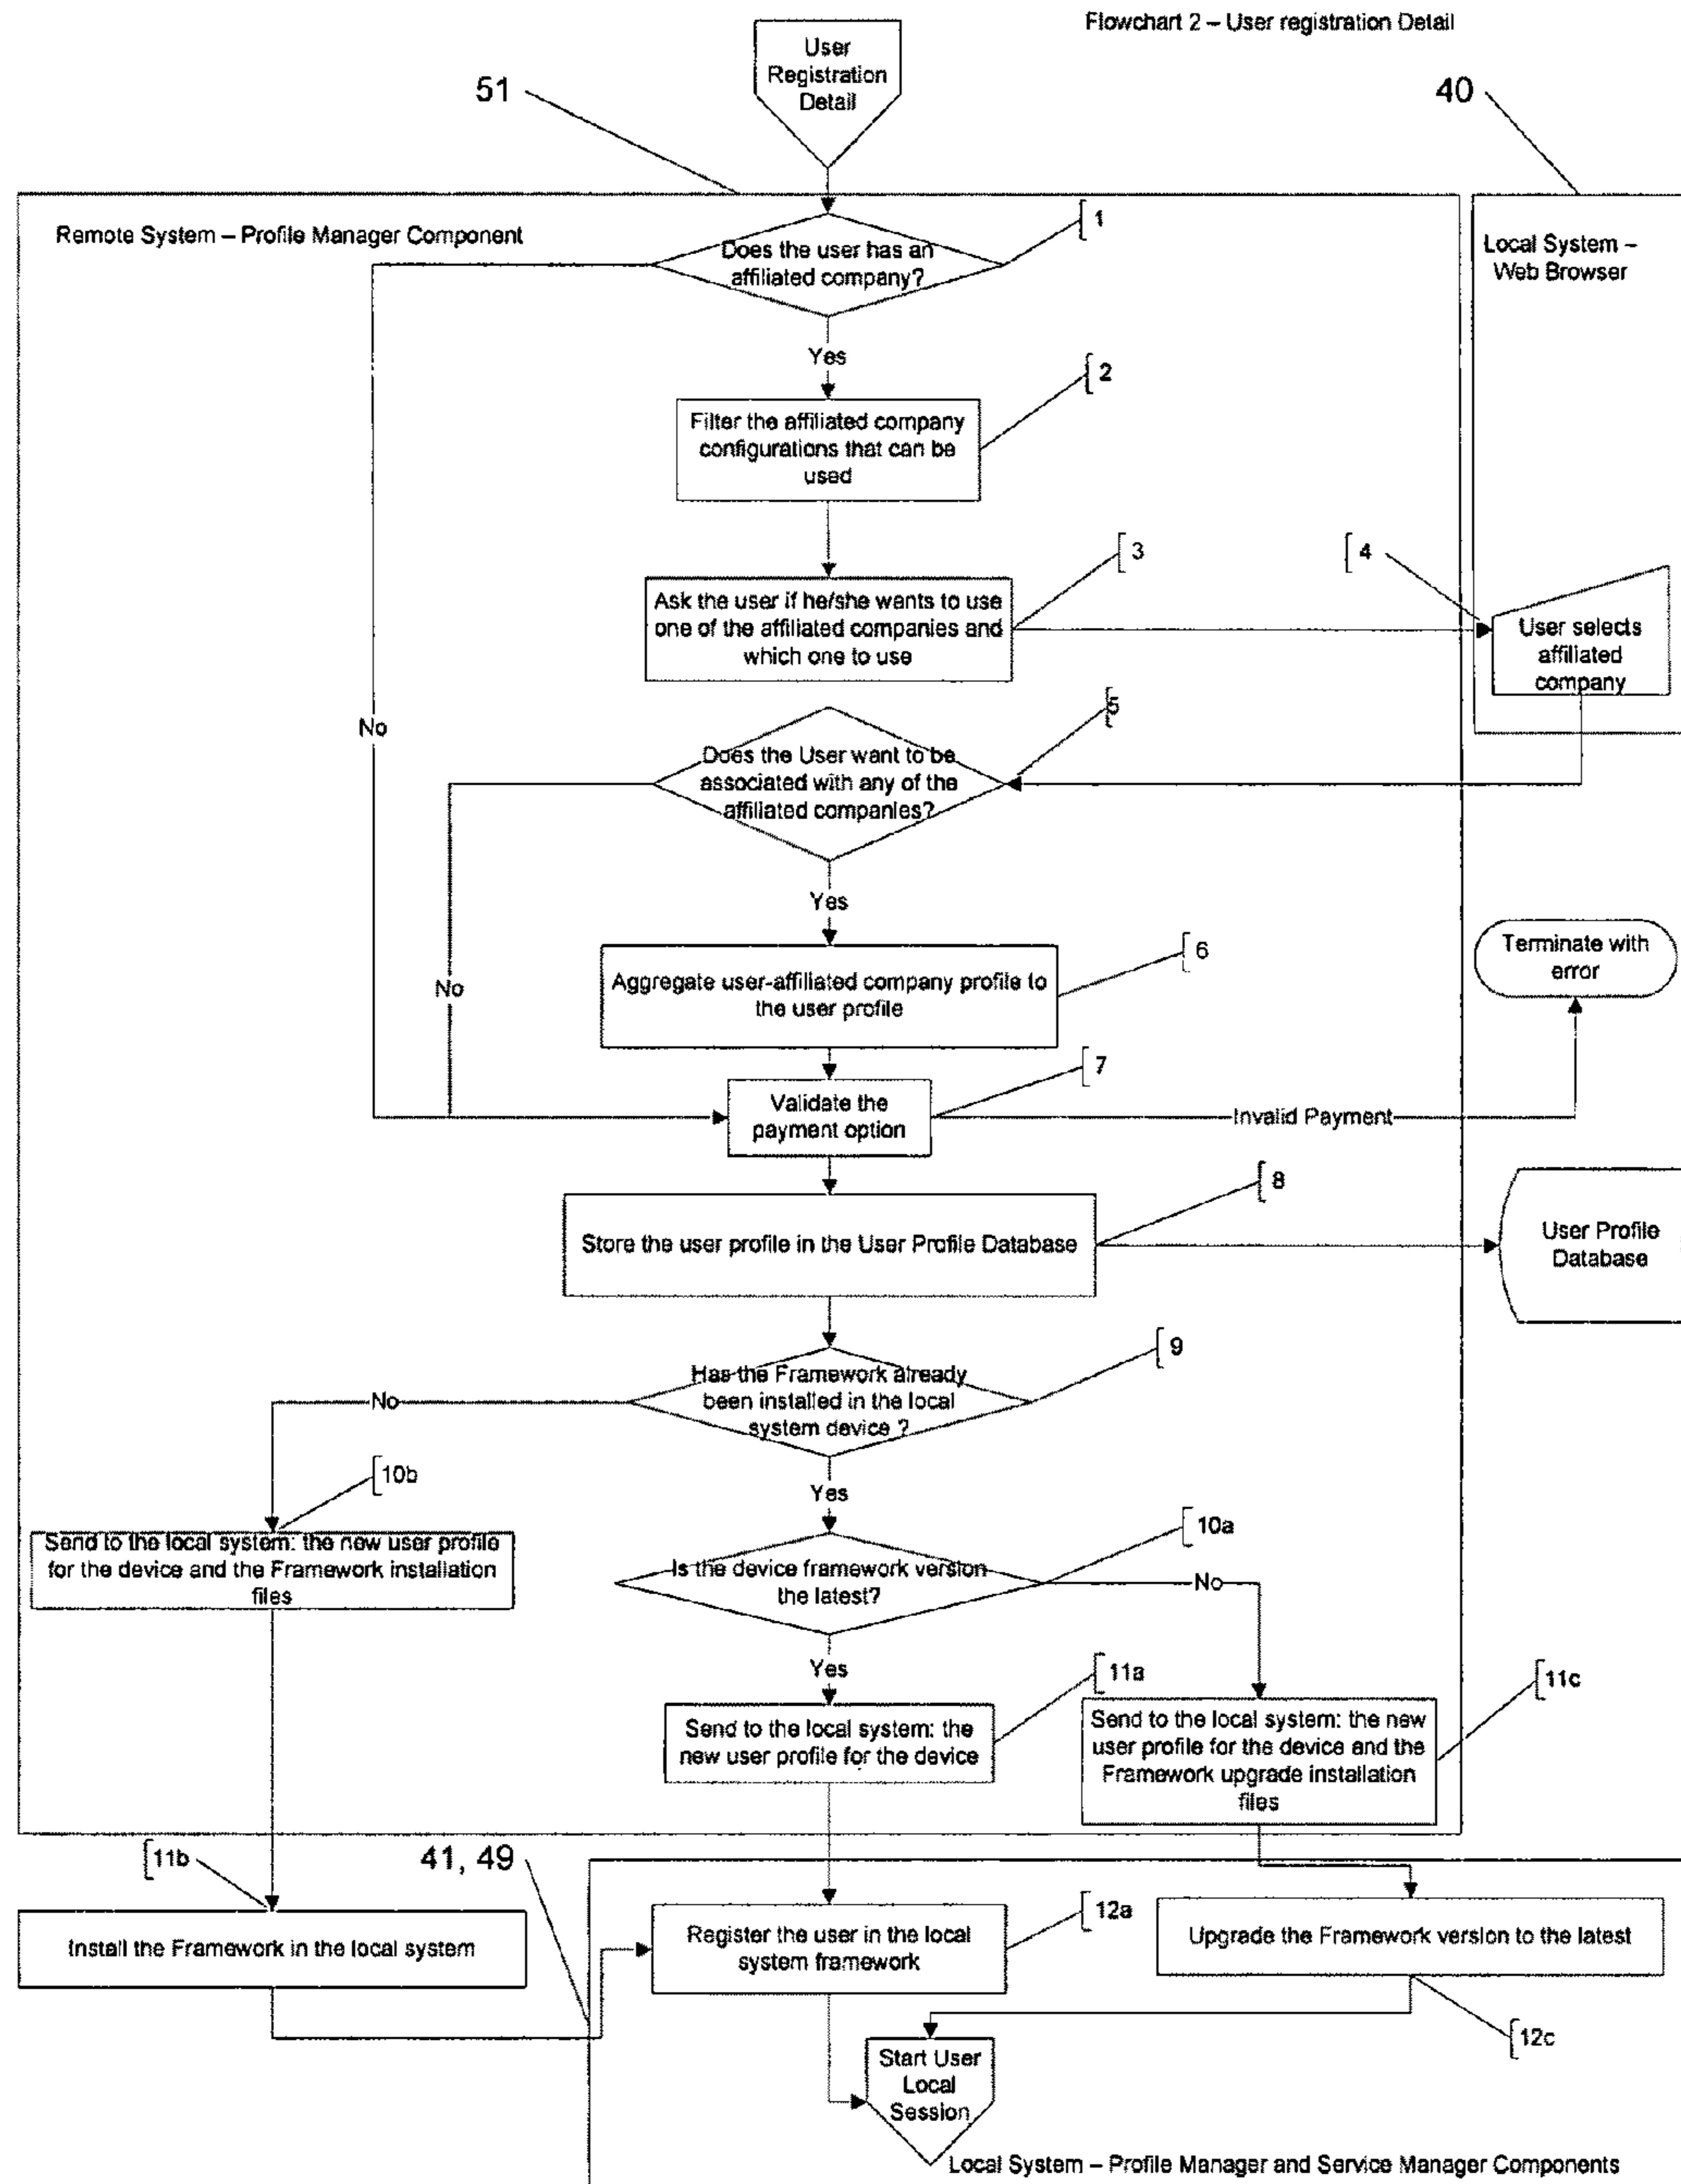 Flowchart 2 – User registration Detail
User
Registration
Detail
51
40
Remote System – Profile Manager Component
1
Does the user has an
affiliated company?
Local System –
Web Browser
Yes
2
Filter the affiliated company
configurations that can be
used
3
4
Ask the user if he/she wants to use
one of the affiliated companies and
which one to use
User selects
affiliated
company
No
5
Does the User want to be
associated with any of the
affiliated companies?
Yes
Terminate with
error
6
Aggregate user-affiliated company profile to
the user profile
No
7
Validate the
payment option
Invalid Payment
8
Store the user profile in the User Profile Database
User Profile
Database
9
Has the Framework already
been installed in the local
system device ?
No
10b
Yes
10a
Send to the local system: the new user profile
for the device and the Framework installation
files
Is the device framework version
the latest?
No
Yes
11a
11c
Send to the local system: the
new user profile for the device
Send to the local system: the new
user profile for the device and the
Framework upgrade installation
files
11b
41, 49
12a
Install the Framework in the local system
Register the user in the local
system framework
Upgrade the Framework version to the latest
12c
Start User
Local
Session
Local System – Profile Manager and Service Manager Components